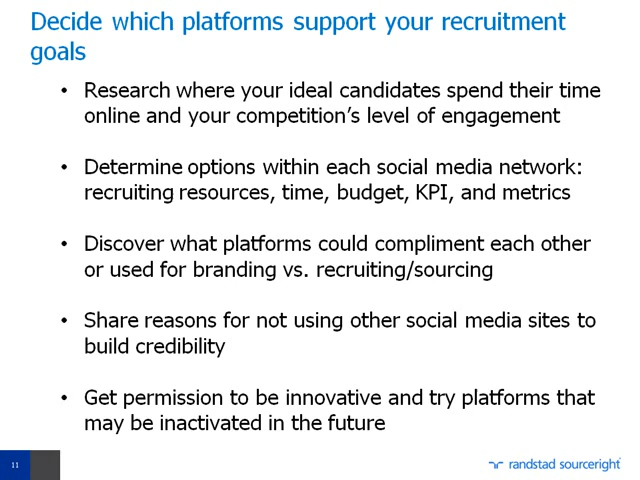 Decide which platforms support your recruitment
goals
• Research where your ideal candidates spend their time
online and your competition's level of engagement
• Determine options within each social media network:
recruiting resources, time, budget, KPI, and metrics
• Discover what platforms could compliment each other
or used for branding vs. recruiting/sourcing
• Share reasons for not using other social media sites to
build credibility
• Get permission to be innovative and try platforms that
may be inactivated in the future
11
randstad sourceright